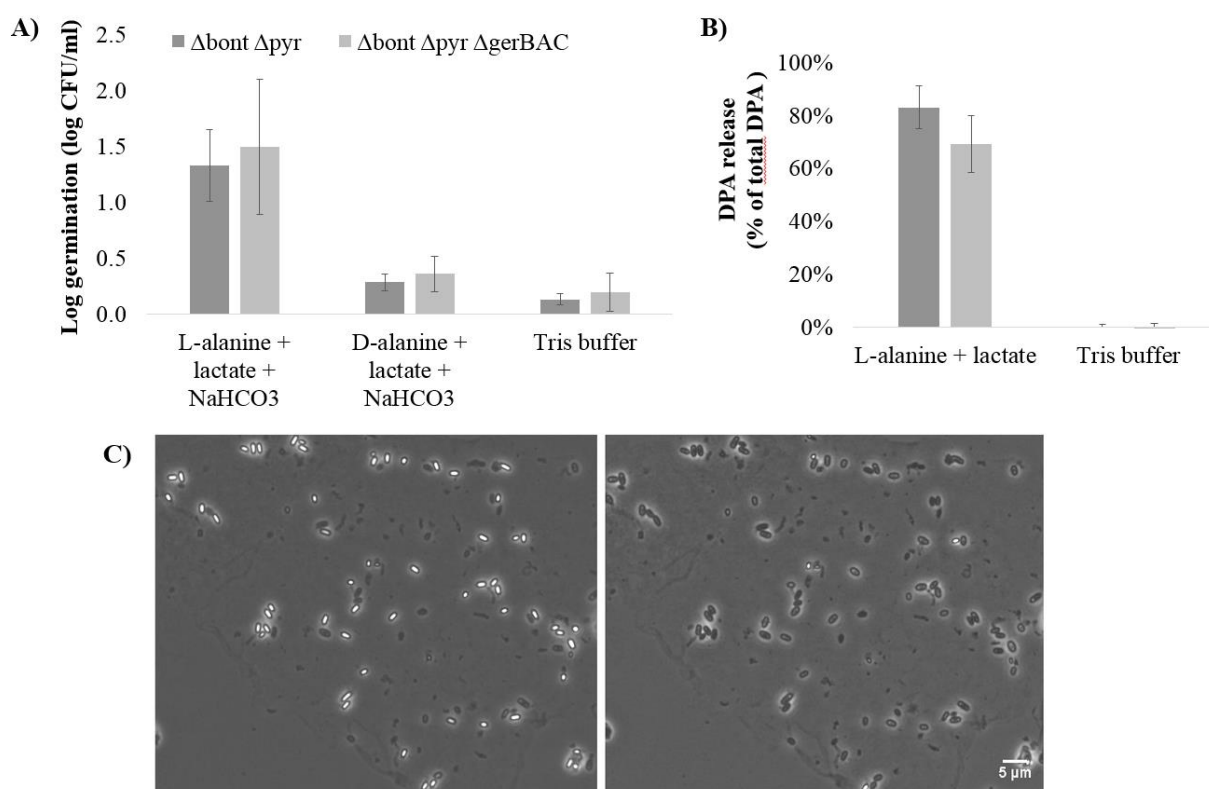 A)
Log germination (log CFU/ml)
2.5
2.0
1.5
1.0
0.5
0.0
Δbont Δpyr
Δbont Δpyr ΔgerBAC
L-alanine +
lactate +
NaHCO3
D-alanine +
lactate +
NaHCO3
Tris buffer
B)
DPA release
(% of total DPA)
100%
80%
60%
40%
20%
0%
L-alanine + lactate
Tris buffer
C)
5 µm